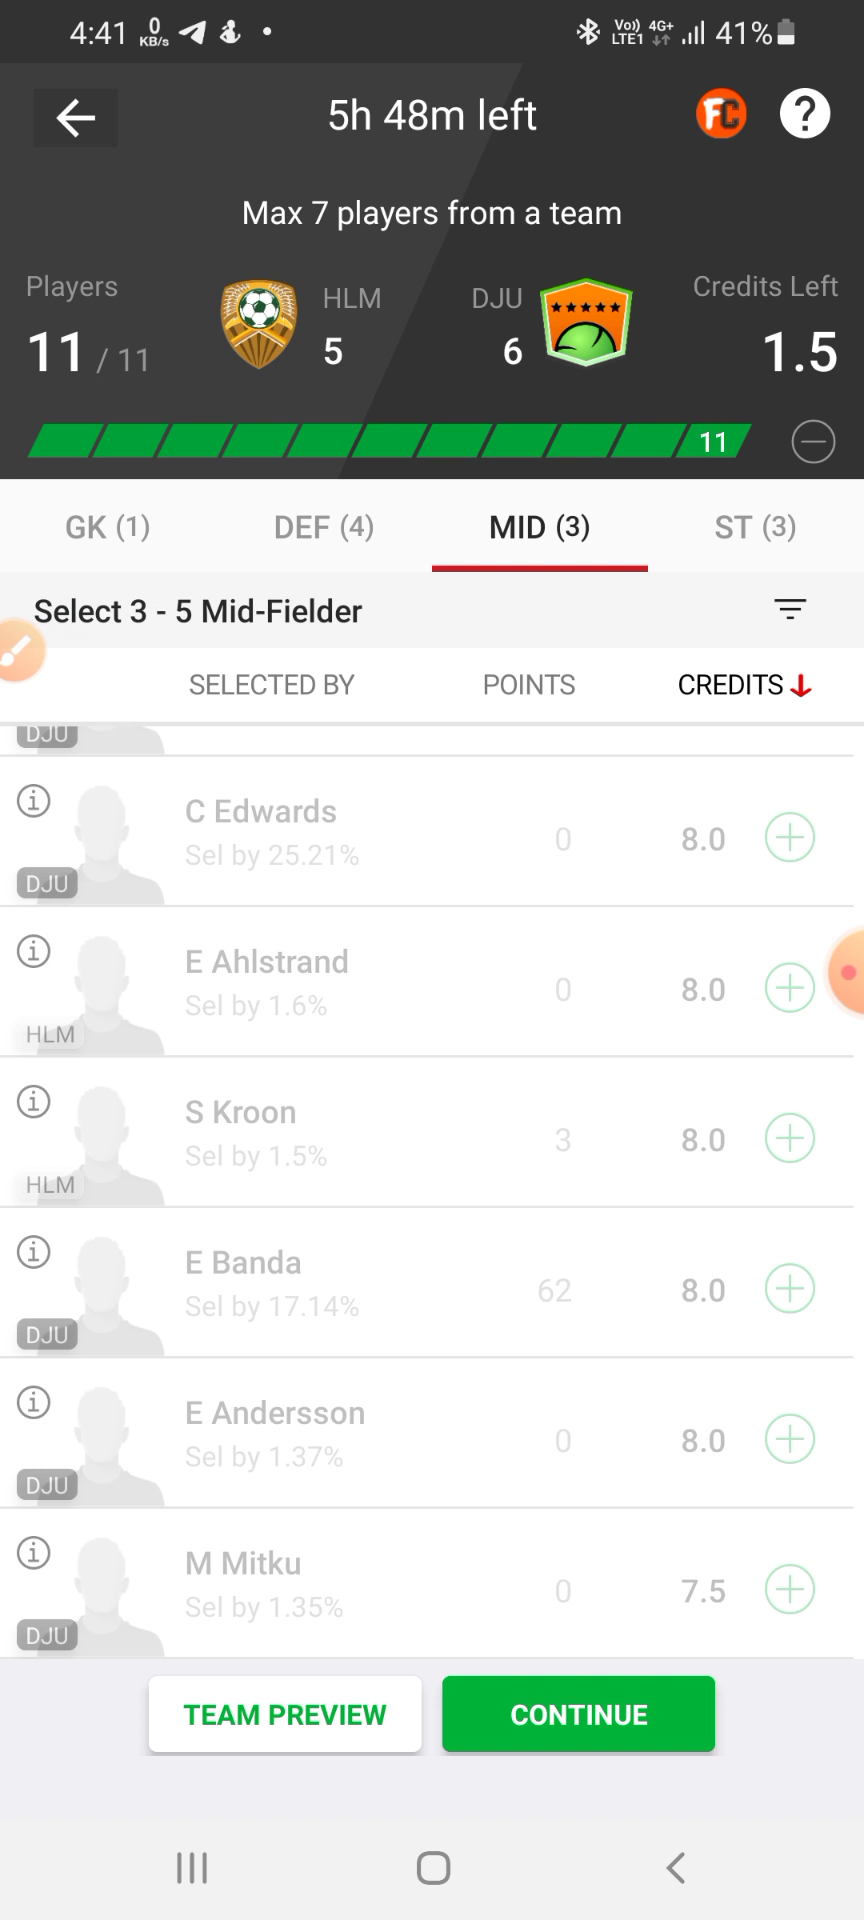 4:41 0 KB/s Vo)) LTE1 4G+ 41%
5h 48m left FC ?
Max 7 players from a team
Players HLM DJU Credits Left
11 / 11 5 6 1.5
11
GK (1) DEF (4) MID (3) ST (3)
Select 3 - 5 Mid-Fielder
SELECTED BY POINTS CREDITS
DJU
C Edwards
Sel by 25.21% 0 8.0
DJU
E Ahlstrand
Sel by 1.6% 0 8.0
HLM
S Kroon
Sel by 1.5% 3 8.0
HLM
E Banda
Sel by 17.14% 62 8.0
DJU
E Andersson
Sel by 1.37% 0 8.0
DJU
M Mitku
Sel by 1.35% 0 7.5
DJU
TEAM PREVIEW CONTINUE